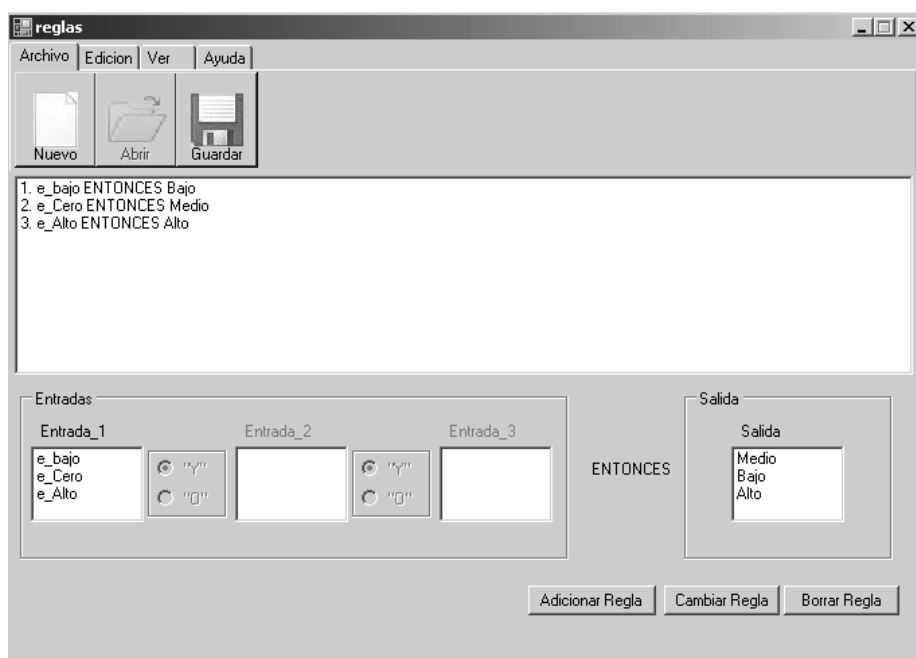 reglas
Archivo Edicion Ver Ayuda
Nuevo Abrir Guardar
1. e_bajo ENTONCES Bajo
2. e_Cero ENTONCES Medio
3. e_Alto ENTONCES Alto
Entradas Salida
Entrada_1 Entrada_2 Entrada_3 Salida
e_bajo "Y" "Y" Medio
e_Cero ENTONCES Bajo
e_Alto "O" "O" Alto
Adicionar Regla Cambiar Regla Borrar Regla